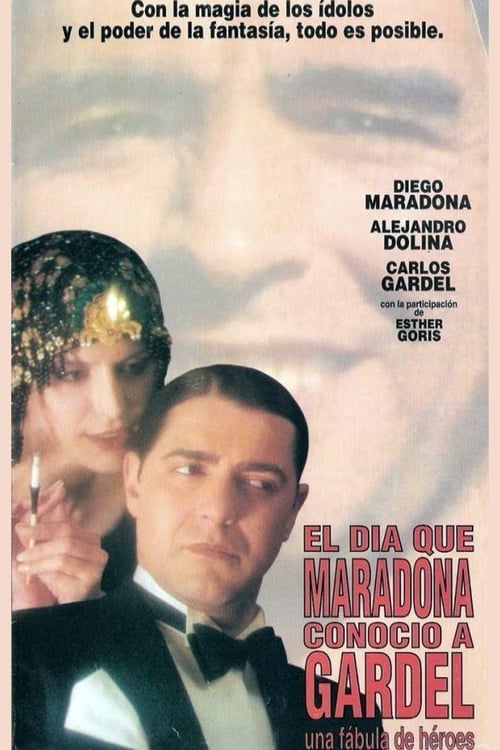 Con la magia de los ídolos
y el poder de la fantasía, todo es posible.
DIEGO
MARADONA
ALEJANDRO
DOLINA
CARLOS
GARDEL
con la participación
de
ESTHER
GORIS
EL DIA QUE
MARADONA
CONOCIO A
GARDEL
una fábula de héroes